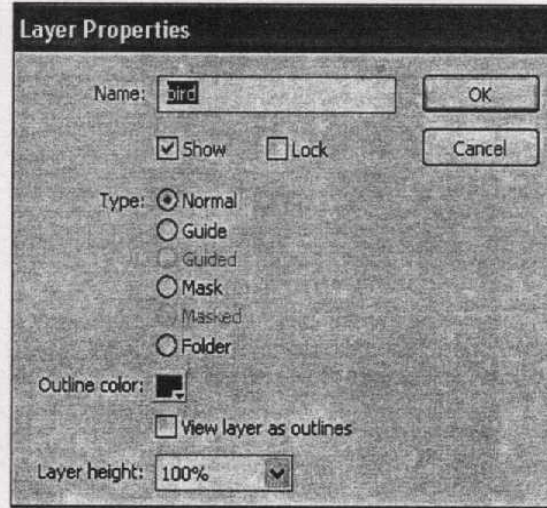 Layer Properties
Name: bird OK
Show Lock Cancel
Type: Normal
Guide
Guided
Mask
Masked
Folder
Outline color:
View layer as outlines
Layer height: 100%